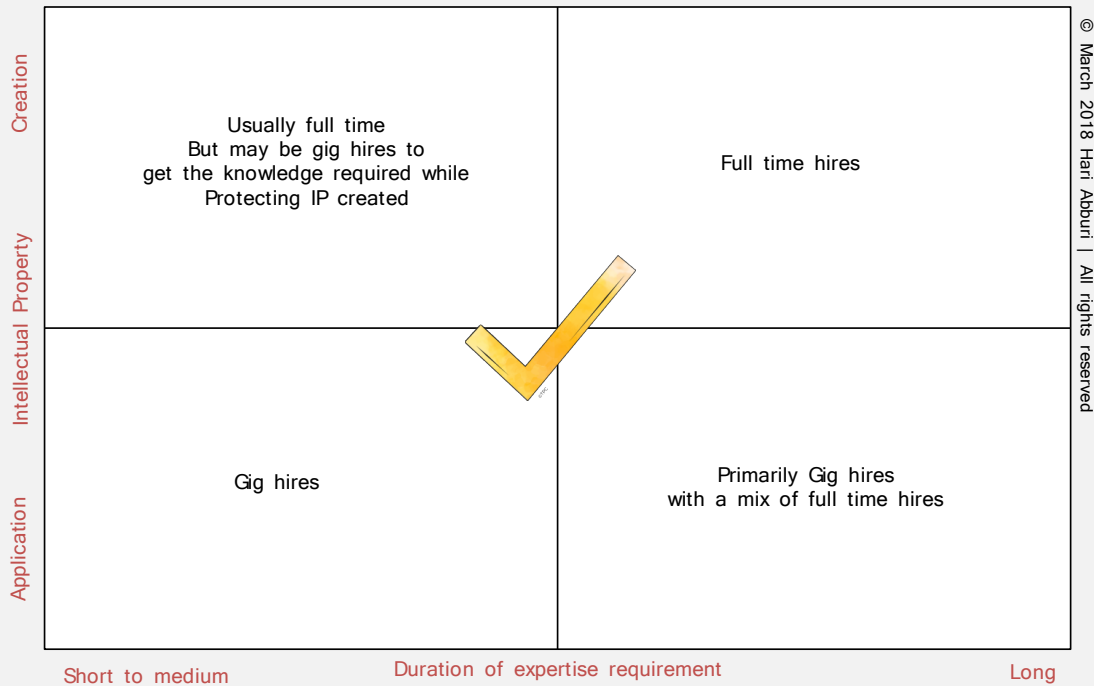 Creation
Usually full time
But may be gig hires to
get the knowledge required while
Protecting IP created
Full time hires
© March 2018 Hari Abburi | All rights reserved
Intellectual Property
Gig hires
Primarily Gig hires
with a mix of full time hires
Application
Short to medium
Duration of expertise requirement
Long